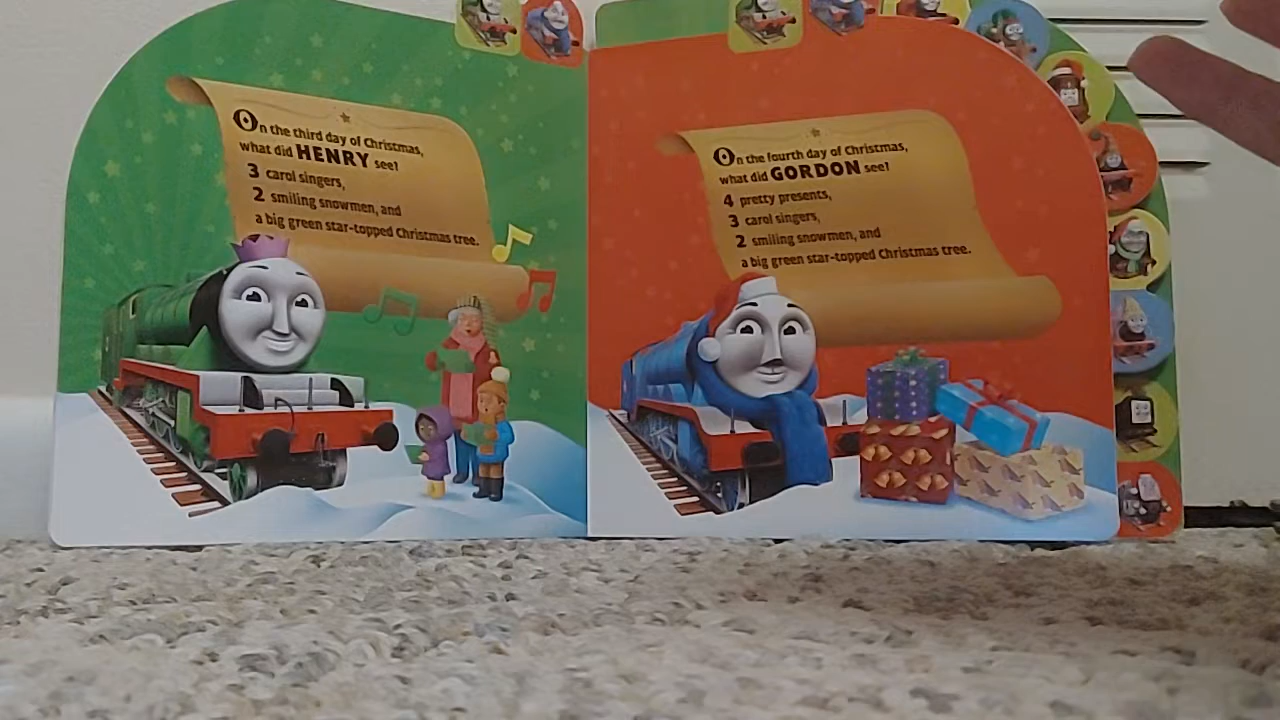 On the third day of Christmas,
what did HENRY see?
3 carol singers,
2 smiling snowmen, and
a big green star-topped Christmas tree.
On the fourth day of Christmas,
what did GORDON see?
4 pretty presents,
3 carol singers,
2 smiling snowmen, and
a big green star-topped Christmas tree.